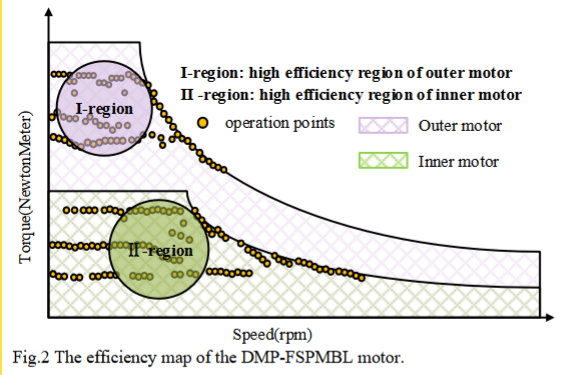 I-region: high efficiency region of outer motor
II -region: high efficiency region of inner motor
operation points
Outer motor
Inner motor
I-region
II -region
Torque(NewtonMeter)
Speed(rpm)
Fig.2 The efficiency map of the DMP-FSPMBL motor.